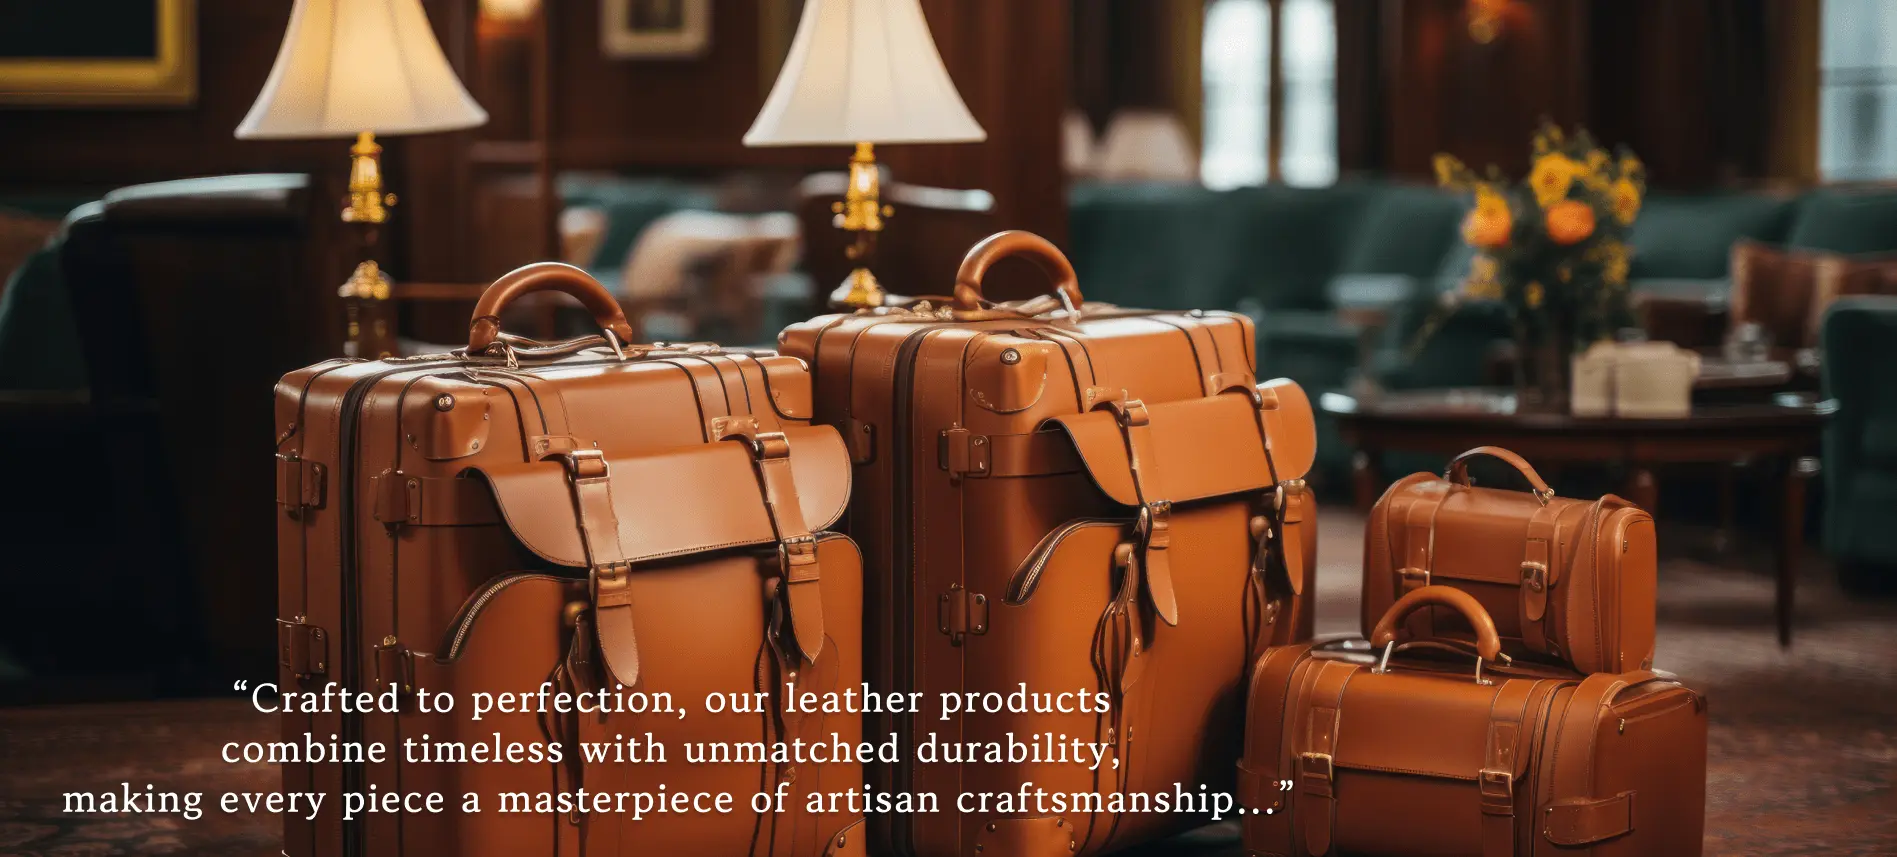 “Crafted to perfection, our leather products
combine timeless with unmatched durability,
making every piece a masterpiece of artisan craftsmanship...”